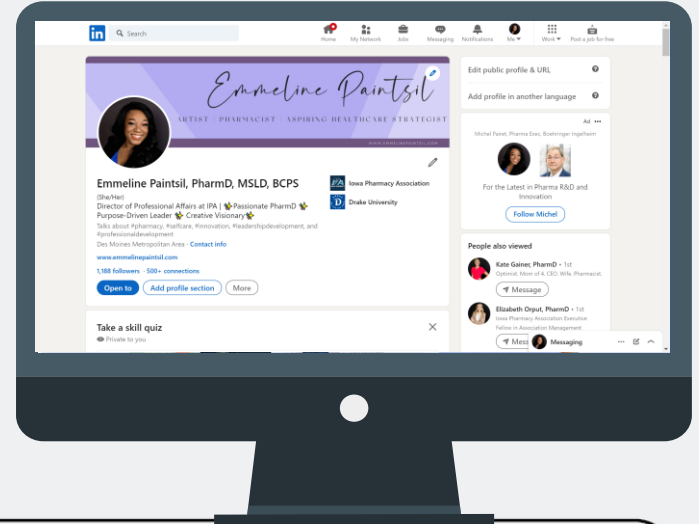 in Search
Home My Network Jobs Messaging Notifications Me Work Post a job for free
Emmeline Paintsil
ARTIST | PHARMACIST | ASPIRING HEALTHCARE STRATEGIST
WWW.EMMELINEPAINTSIL.COM
Emmeline Paintsil, PharmD, MSLD, BCPS
(She/Her)
Director of Professional Affairs at IPA | Passionate PharmD
Purpose-Driven Leader Creative Visionary
Talks about #pharmacy, #selfcare, #innovation, #leadershipdevelopment, and
#professionaldevelopment
Des Moines Metropolitan Area · Contact info
www.emmelinepaintsil.com
1,188 followers · 500+ connections
Open to Add profile section More
IPA Iowa Pharmacy Association
D Drake University
Take a skill quiz
Private to you
Edit public profile & URL
Add profile in another language
Ad
Michel Pairet, Pharma Exec, Boehringer Ingelheim
For the Latest in Pharma R&D and
Innovation
Follow Michel
People also viewed
Kate Gainer, PharmD • 1st
Optimist. Mom of 4. CEO. Wife. Pharmacist.
Message
Elizabeth Orput, PharmD • 1st
Iowa Pharmacy Association Executive
Fellow in Association Management
Mess
Messaging